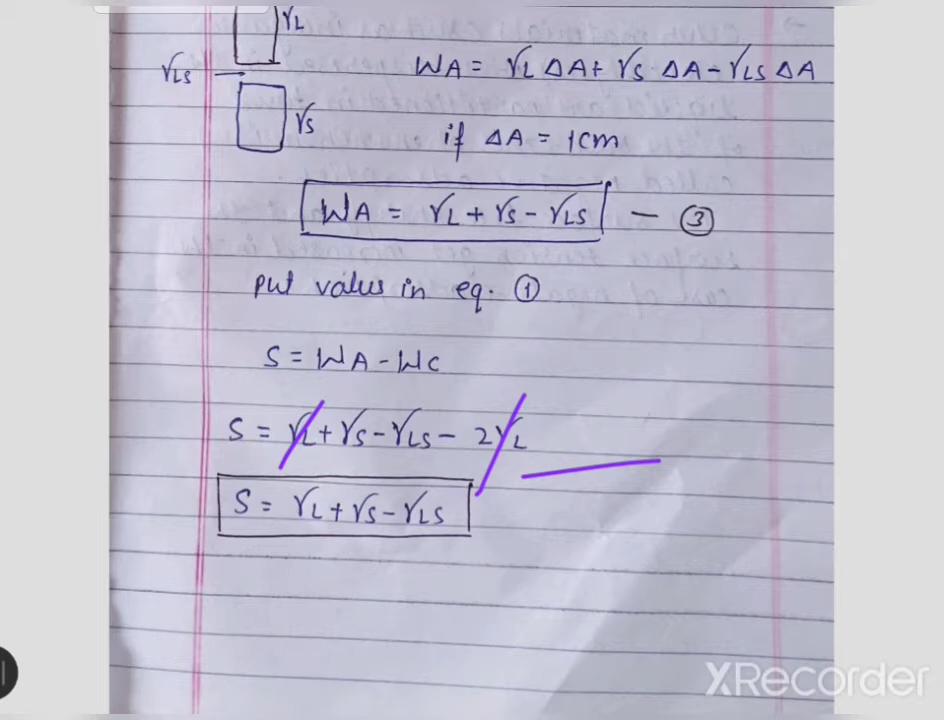 γL
γLS
WA = γL ΔA + γS · ΔA - γLS ΔA
γS
if ΔA = 1cm
WA = γL + γS - γLS — ③
put value in eq. ①
S = WA - WC
S = γL + γS - γLS - 2γL
S = γL + γS - γLS
XRecorder